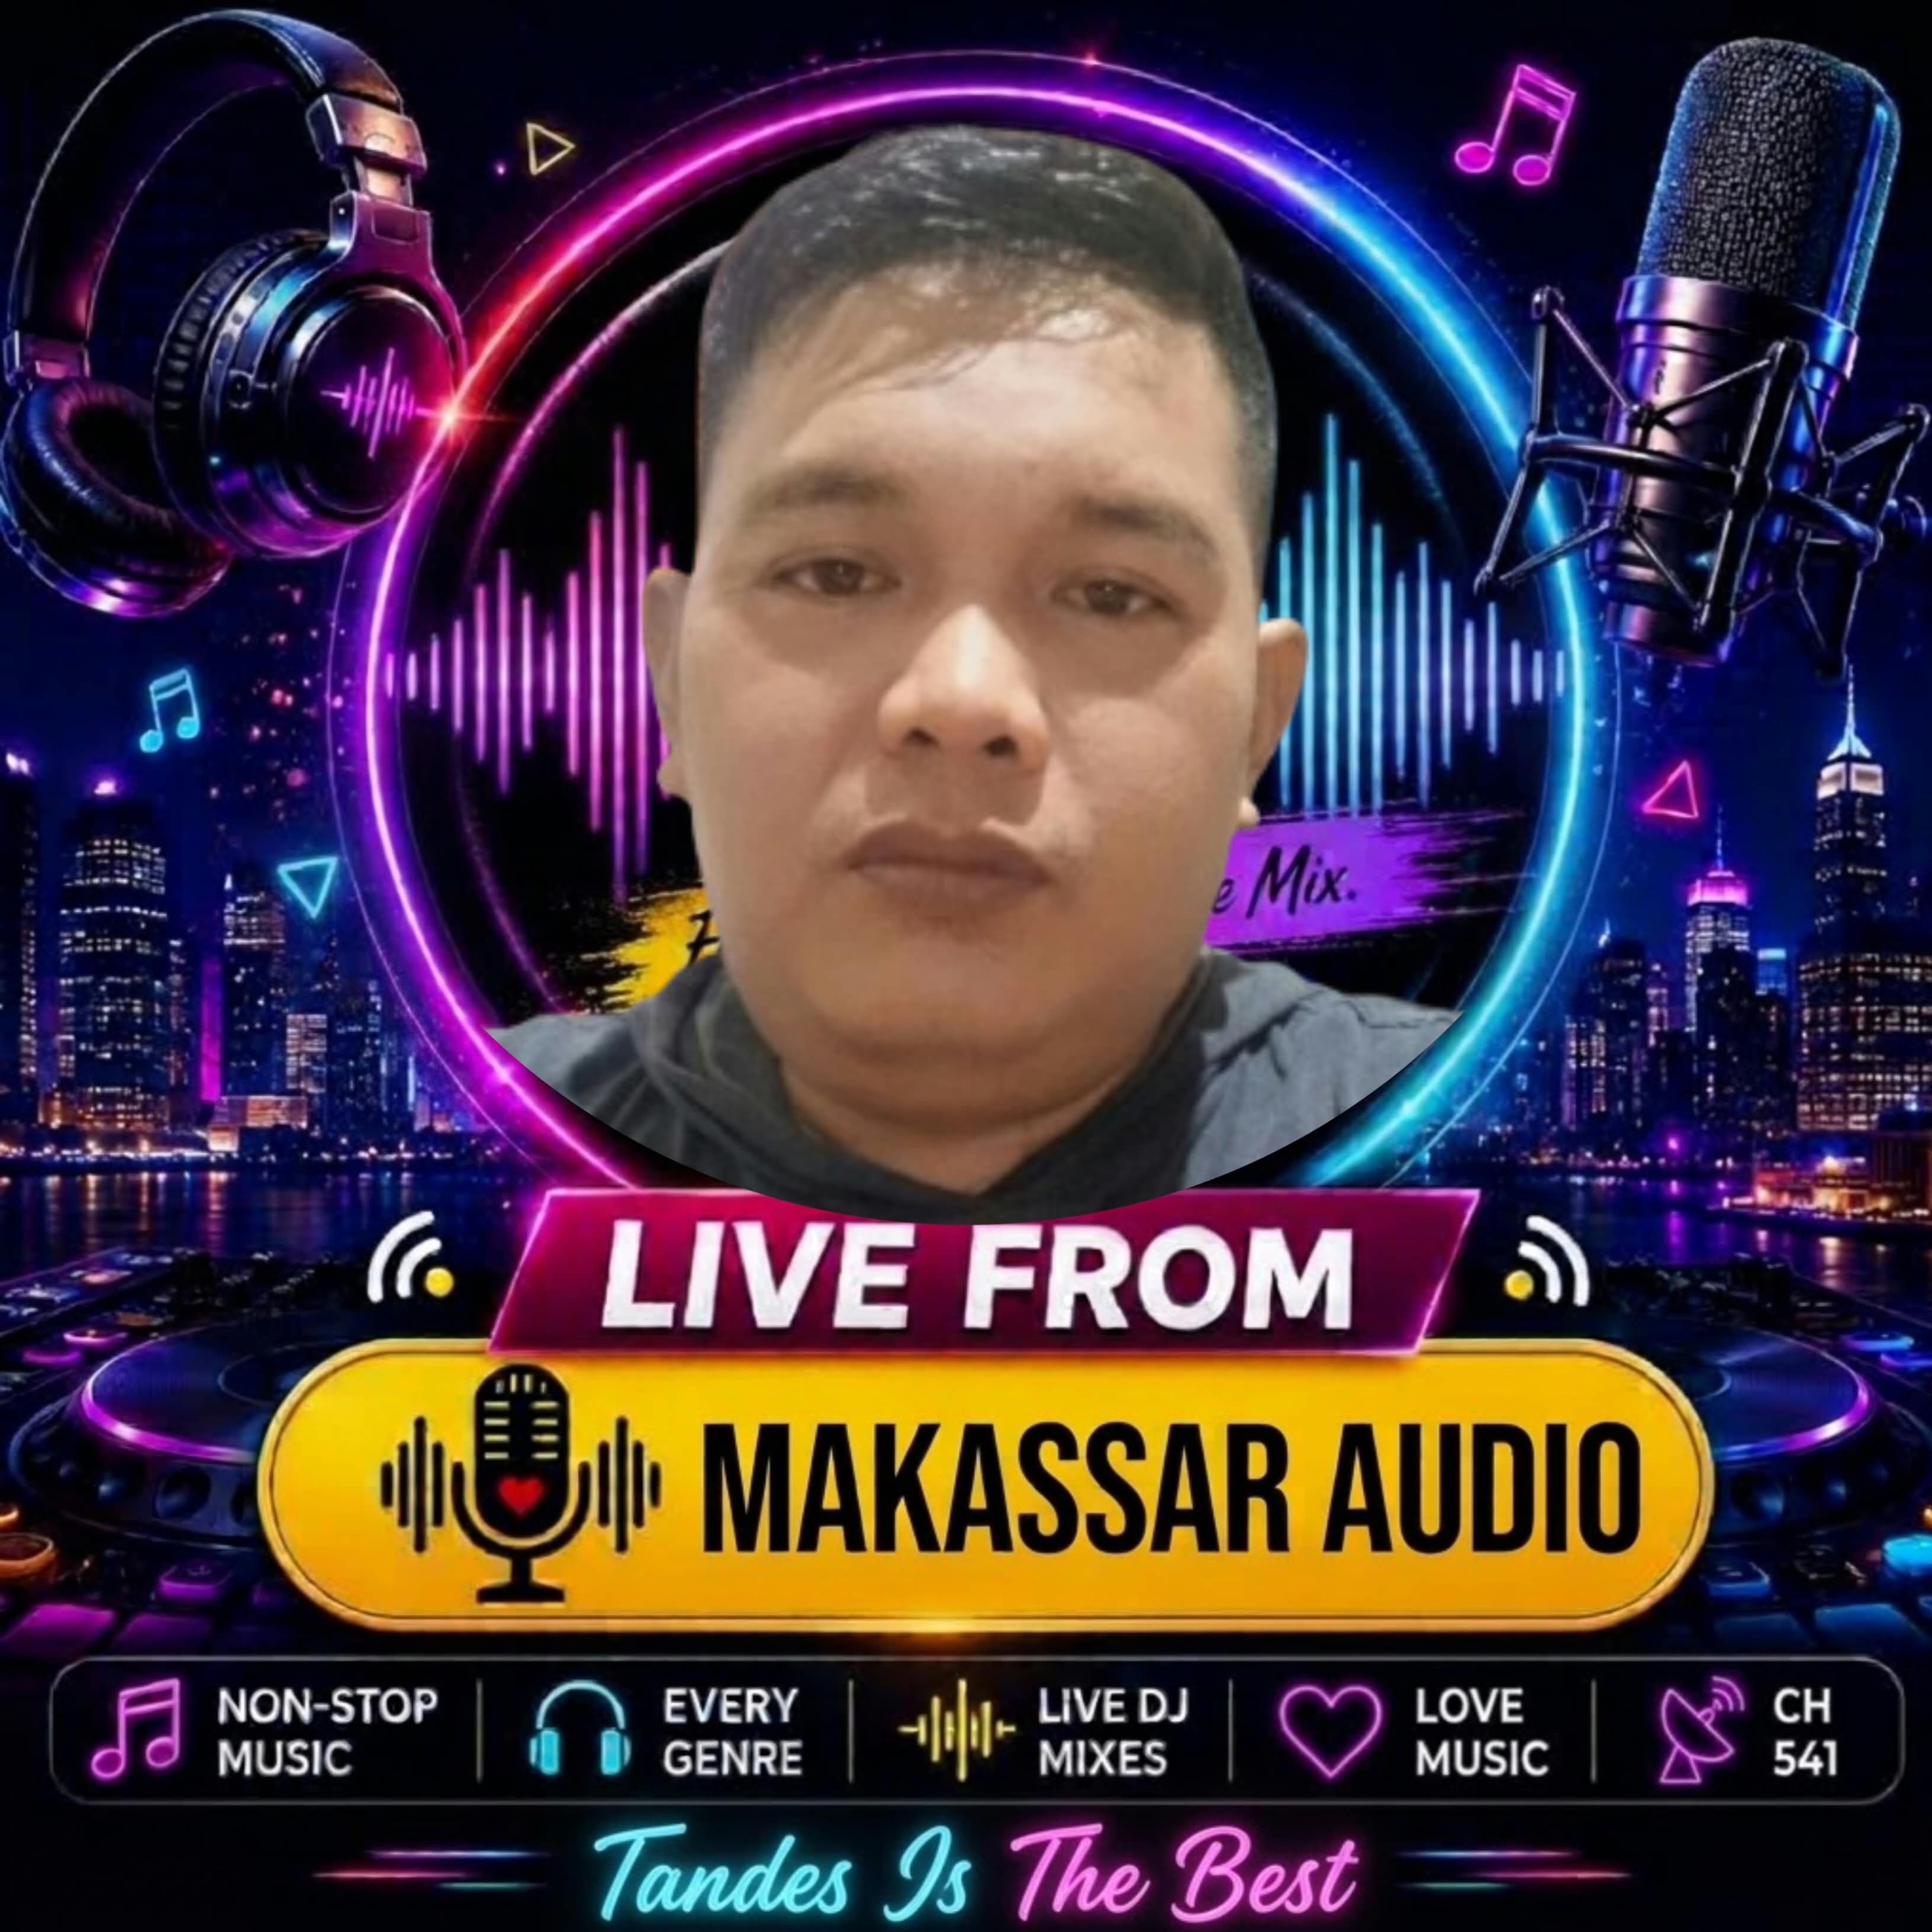 Mix.
LIVE FROM
MAKASSAR AUDIO
NON-STOP
MUSIC
EVERY
GENRE
LIVE DJ
MIXES
LOVE
MUSIC
CH
541
Tandes Is The Best